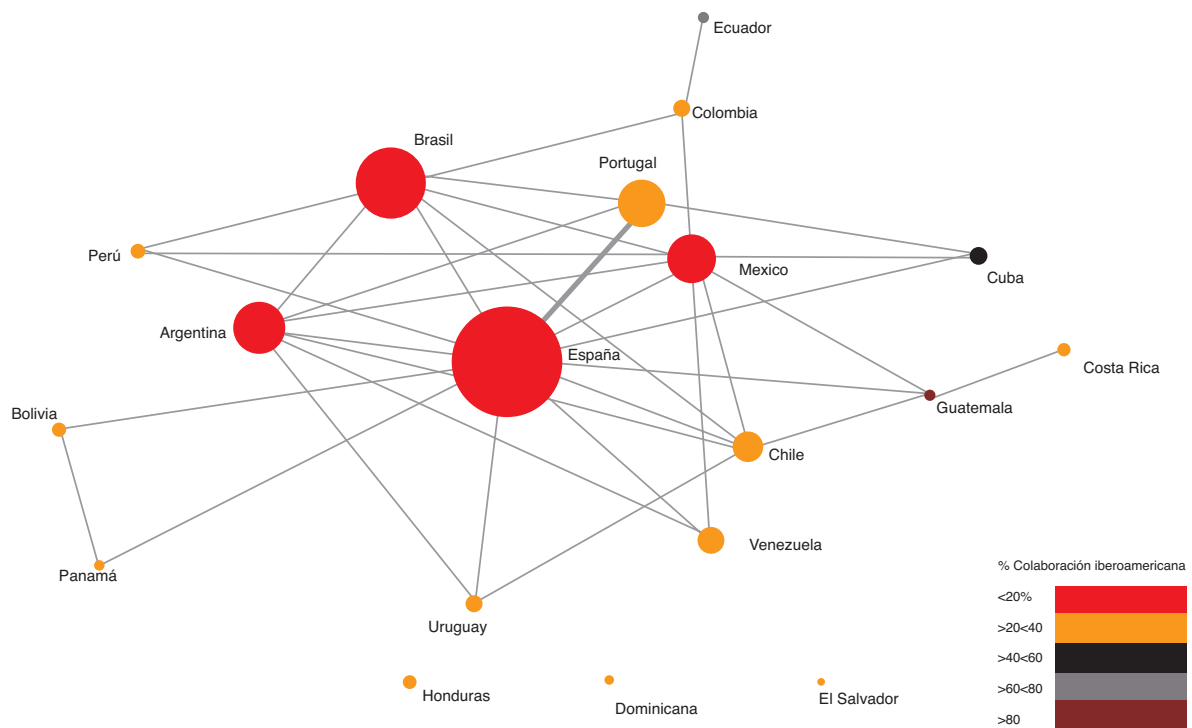 Ecuador
Colombia
Brasil
Portugal
Perú
Mexico
Cuba
Argentina
España
Costa Rica
Bolivia
Guatemala
Chile
Venezuela
Panamá
Uruguay
Honduras
Dominicana
El Salvador
% Colaboración iberoamericana
<20%
>20<40
>40<60
>60<80
>80